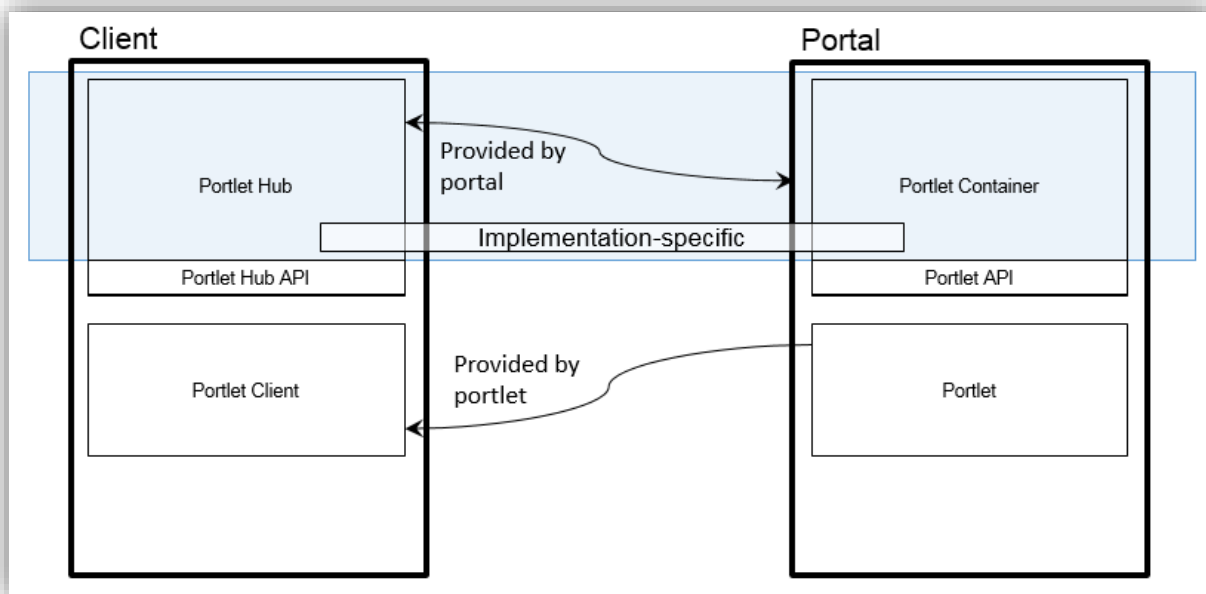 Client
Portal
Provided by
portal
Portlet Hub
Portlet Container
Implementation-specific
Portlet Hub API
Portlet API
Provided by
portlet
Portlet Client
Portlet